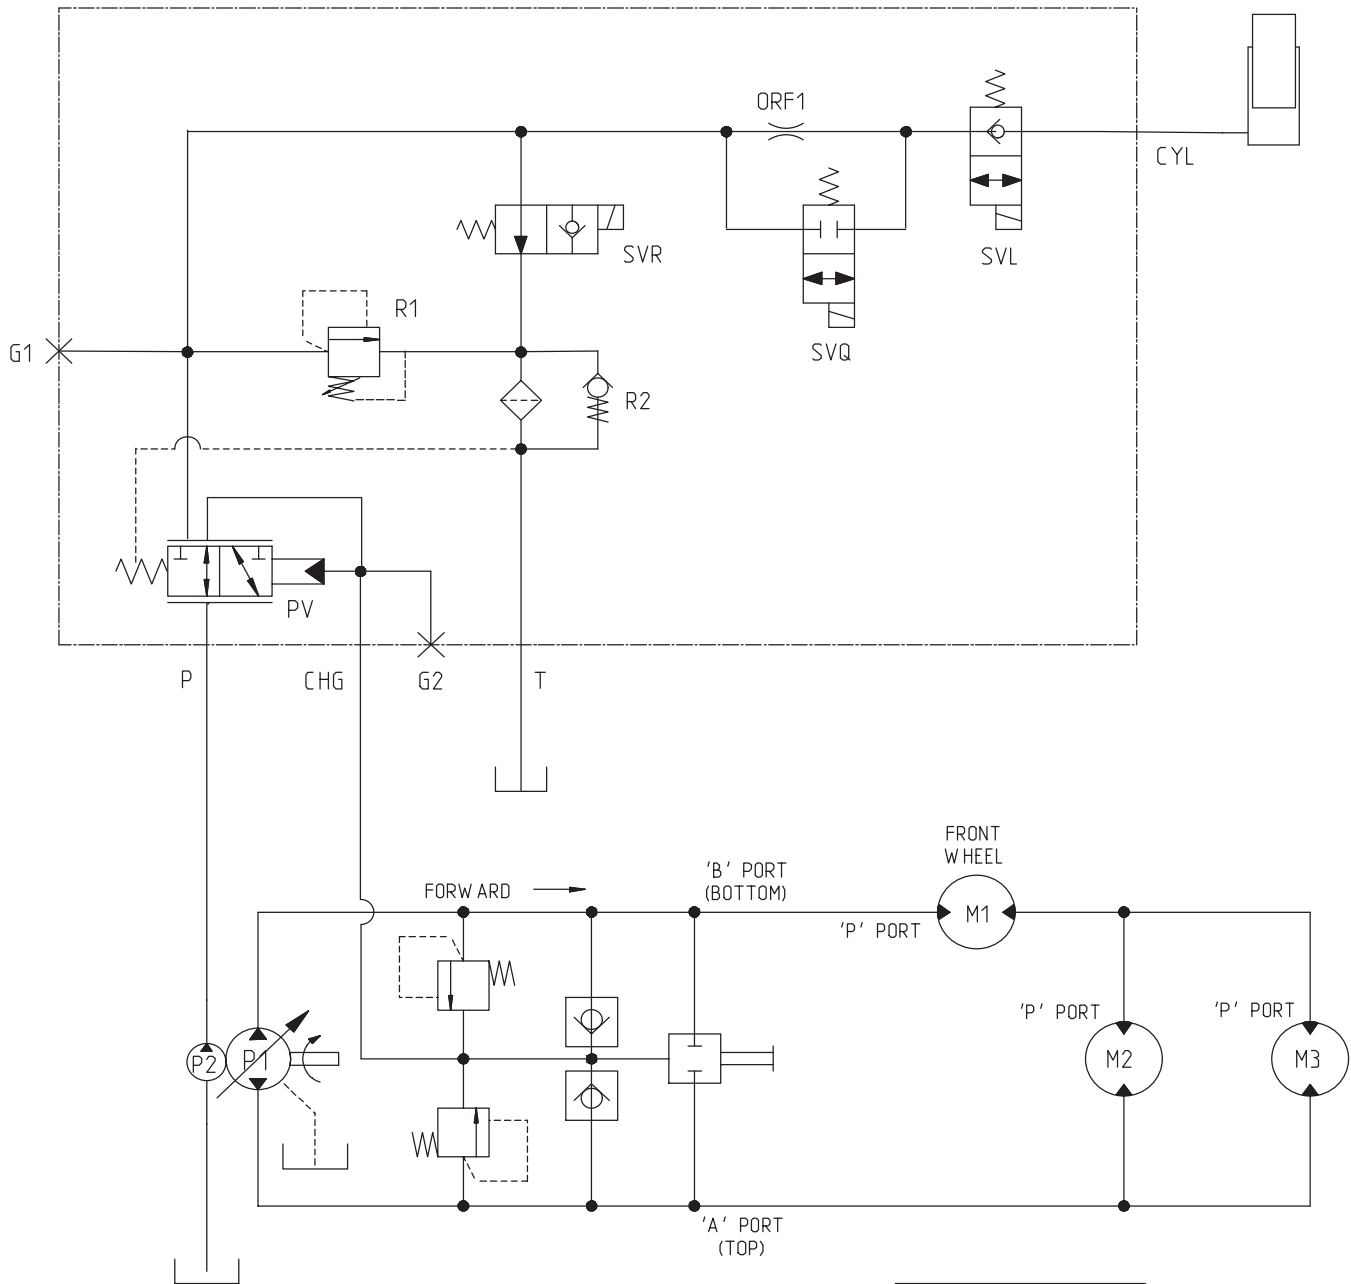 ORF1
CYL
SVR
SVL
R1
G1
SVQ
R2
PV
P
CHG
G2
T
FRONT
WHEEL
'B' PORT
(BOTTOM)
FORWARD
M1
'P' PORT
'P' PORT
'P' PORT
P2
P1
M2
M3
'A' PORT
(TOP)